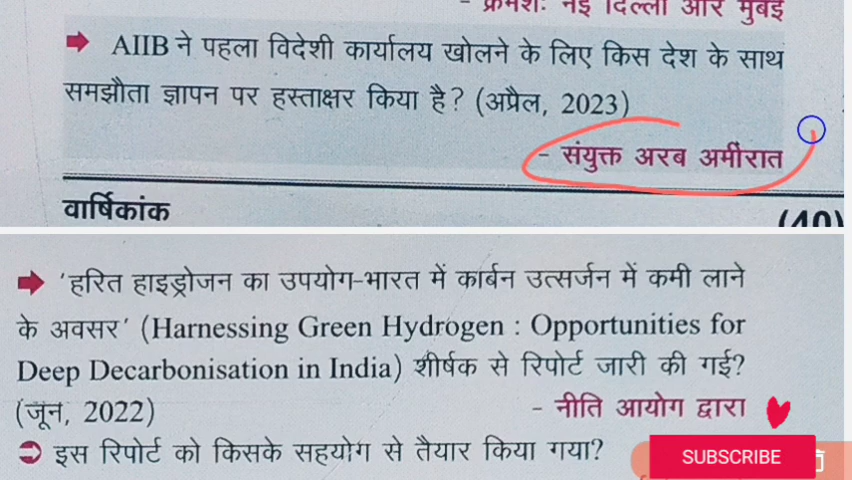 - क्रमशः नई दिल्ली और मुंबई
AIIB ने पहला विदेशी कार्यालय खोलने के लिए किस देश के साथ
समझौता ज्ञापन पर हस्ताक्षर किया है? (अप्रैल, 2023)
- संयुक्त अरब अमीरात
वार्षिकांक
(40)
'हरित हाइड्रोजन का उपयोग-भारत में कार्बन उत्सर्जन में कमी लाने
के अवसर' (Harnessing Green Hydrogen : Opportunities for
Deep Decarbonisation in India) शीर्षक से रिपोर्ट जारी की गई?
(जून, 2022)
- नीति आयोग द्वारा
इस रिपोर्ट को किसके सहयोग से तैयार किया गया?
SUBSCRIBE